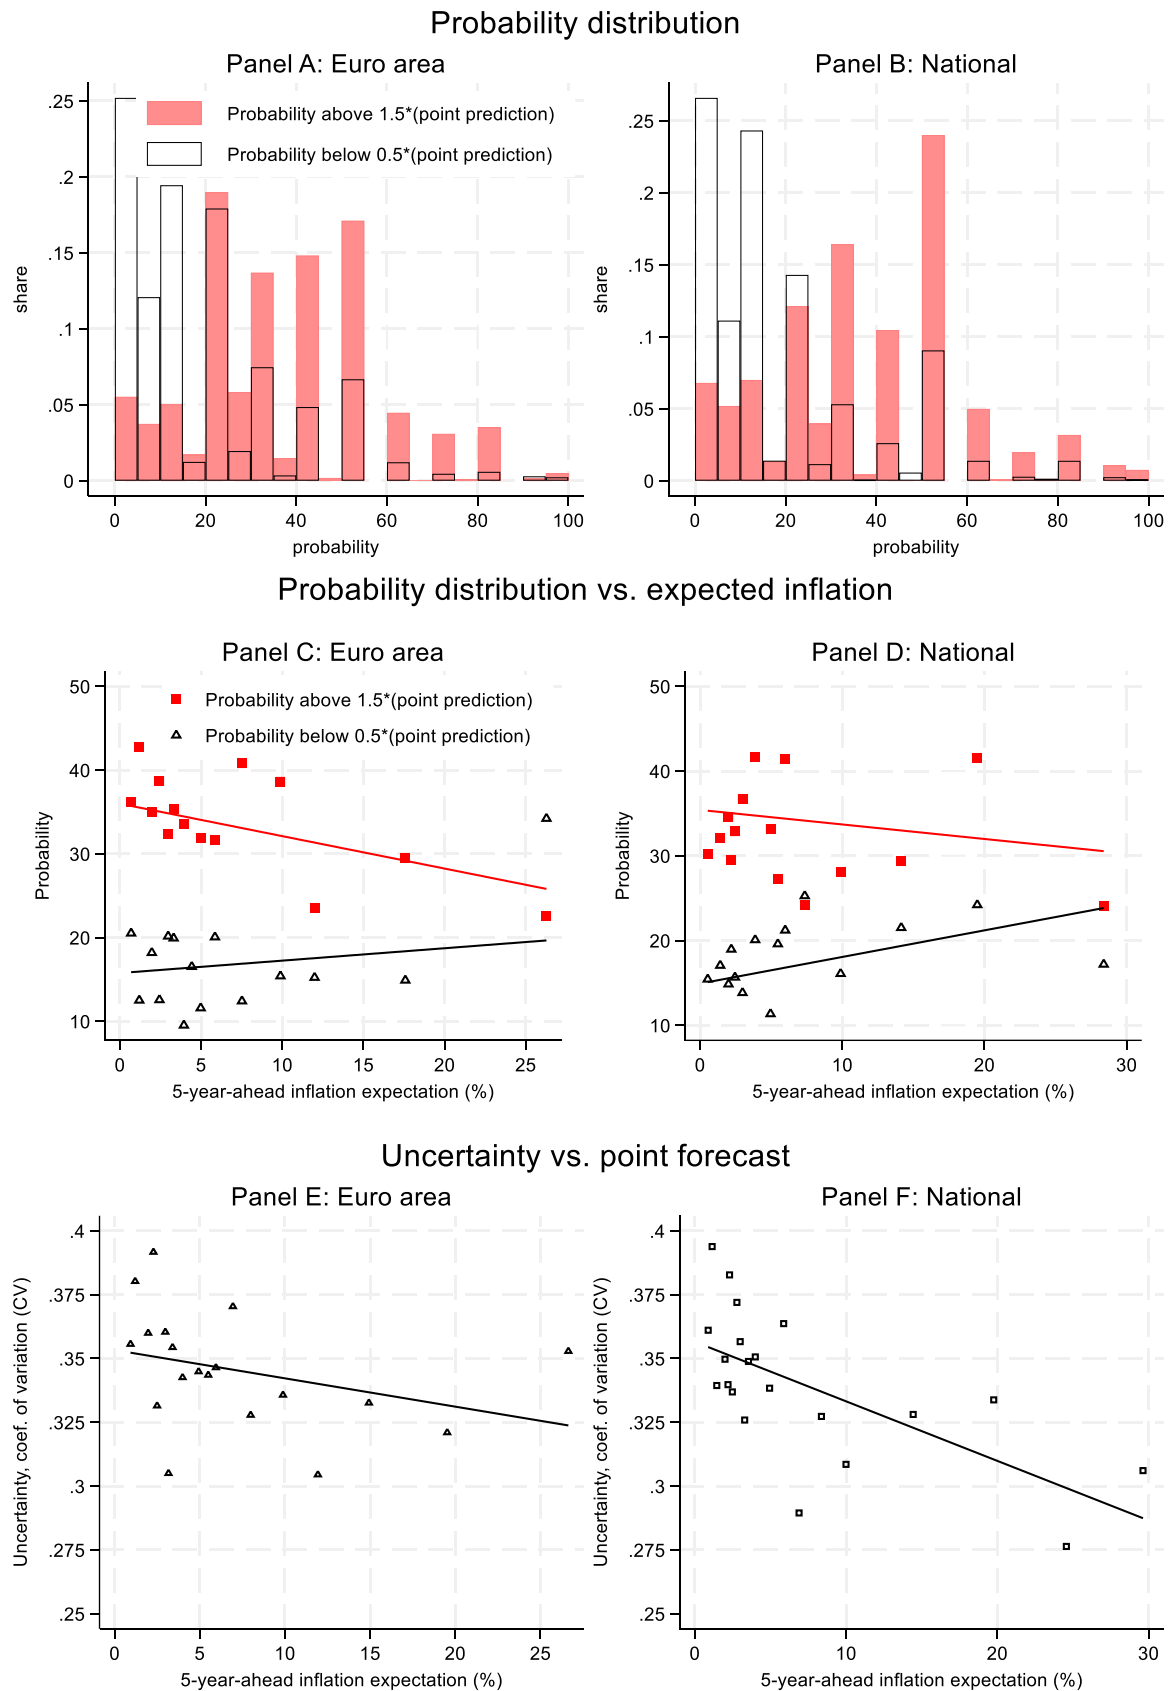 Probability distribution
Panel A: Euro area
Probability above 1.5*(point prediction)
Probability below 0.5*(point prediction)
share
.25
.2
.15
.1
.05
0
0 20 40 60 80 100
probability
Panel B: National
share
.25
.2
.15
.1
.05
0
0 20 40 60 80 100
probability
Probability distribution vs. expected inflation
Panel C: Euro area
Probability above 1.5*(point prediction)
Probability below 0.5*(point prediction)
Probability
50
40
30
20
10
0 5 10 15 20 25
5-year-ahead inflation expectation (%)
Panel D: National
Probability
50
40
30
20
10
0 10 20 30
5-year-ahead inflation expectation (%)
Uncertainty vs. point forecast
Panel E: Euro area
Uncertainty, coef. of variation (CV)
.4
.375
.35
.325
.3
.275
.25
0 5 10 15 20 25
5-year-ahead inflation expectation (%)
Panel F: National
Uncertainty, coef. of variation (CV)
.4
.375
.35
.325
.3
.275
.25
0 10 20 30
5-year-ahead inflation expectation (%)